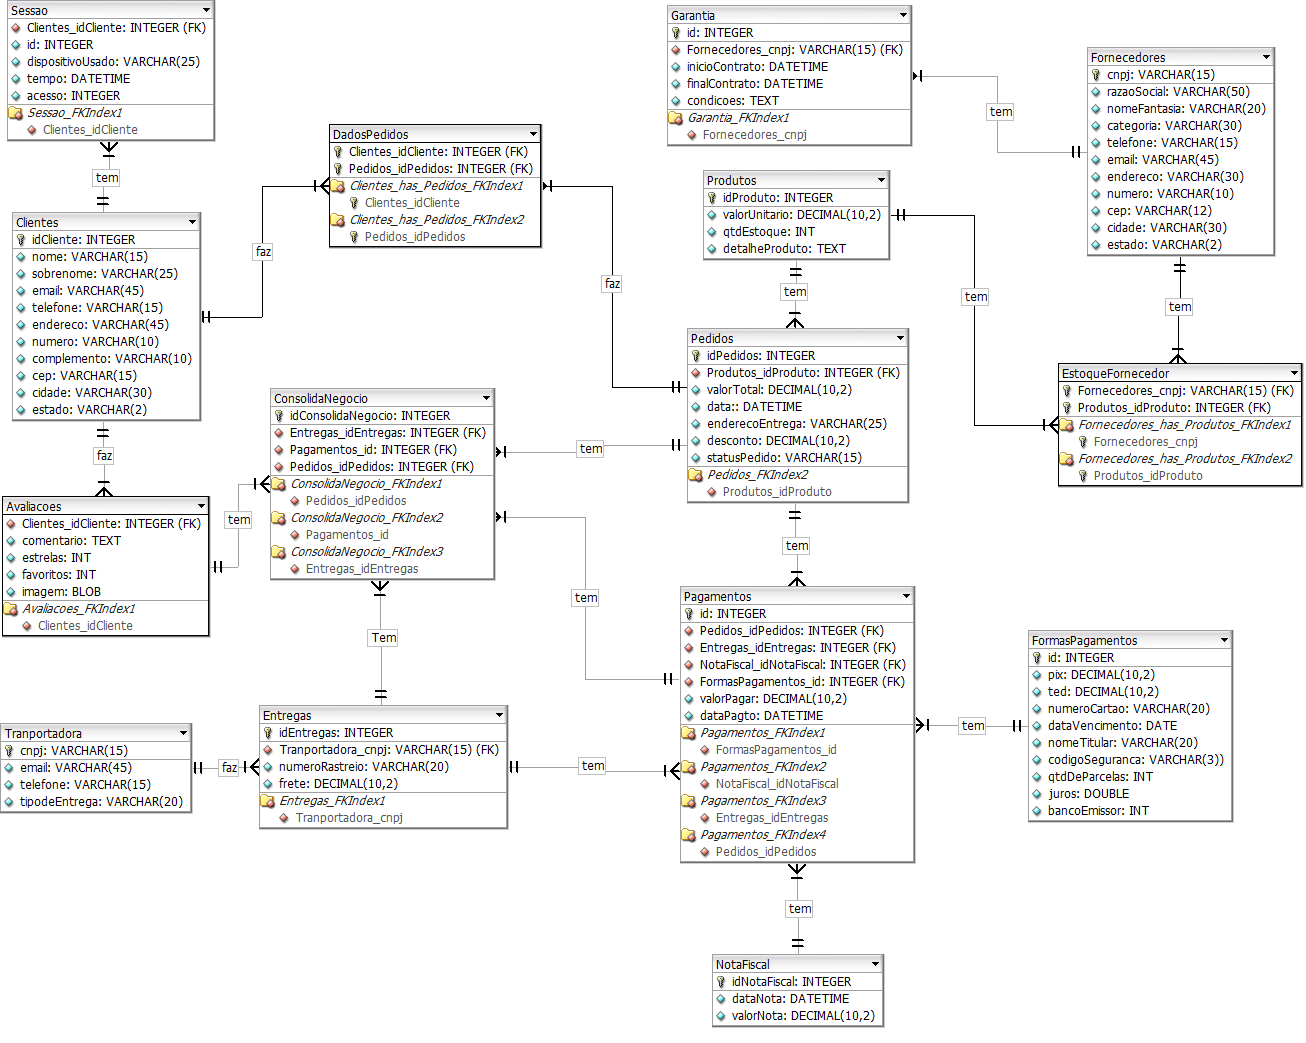 Sessao
Clientes_idCliente: INTEGER (FK)
id: INTEGER
dispositivoUsado: VARCHAR(25)
tempo: DATETIME
acesso: INTEGER
Sessao_FKIndex1
Clientes_idCliente
tem
Clientes
idCliente: INTEGER
nome: VARCHAR(15)
sobrenome: VARCHAR(25)
email: VARCHAR(45)
telefone: VARCHAR(15)
endereco: VARCHAR(45)
numero: VARCHAR(10)
complemento: VARCHAR(10)
cep: VARCHAR(15)
cidade: VARCHAR(30)
estado: VARCHAR(2)
faz
Avaliacoes
Clientes_idCliente: INTEGER (FK)
comentario: TEXT
estrelas: INT
favoritos: INT
imagem: BLOB
Avaliacoes_FKIndex1
Clientes_idCliente
tem
Tranportadora
cnpj: VARCHAR(15)
email: VARCHAR(45)
telefone: VARCHAR(15)
tipodeEntrega: VARCHAR(20)
faz
DadosPedidos
Clientes_idCliente: INTEGER (FK)
Pedidos_idPedidos: INTEGER (FK)
Clientes_has_Pedidos_FKIndex1
Clientes_idCliente
Clientes_has_Pedidos_FKIndex2
Pedidos_idPedidos
faz
faz
ConsolidaNegocio
idConsolidaNegocio: INTEGER
Entregas_idEntregas: INTEGER (FK)
Pagamentos_id: INTEGER (FK)
Pedidos_idPedidos: INTEGER (FK)
ConsolidaNegocio_FKIndex1
Pedidos_idPedidos
ConsolidaNegocio_FKIndex2
Pagamentos_id
ConsolidaNegocio_FKIndex3
Entregas_idEntregas
tem
tem
Tem
Entregas
idEntregas: INTEGER
Tranportadora_cnpj: VARCHAR(15) (FK)
numeroRastreio: VARCHAR(20)
frete: DECIMAL(10,2)
Entregas_FKIndex1
Tranportadora_cnpj
tem
Garantia
id: INTEGER
Fornecedores_cnpj: VARCHAR(15) (FK)
inicioContrato: DATETIME
finalContrato: DATETIME
condicoes: TEXT
Garantia_FKIndex1
Fornecedores_cnpj
tem
Produtos
idProduto: INTEGER
valorUnitario: DECIMAL(10,2)
qtdEstoque: INT
detalheProduto: TEXT
tem
tem
Pedidos
idPedidos: INTEGER
Produtos_idProduto: INTEGER (FK)
valorTotal: DECIMAL(10,2)
data:: DATETIME
enderecoEntrega: VARCHAR(25)
desconto: DECIMAL(10,2)
statusPedido: VARCHAR(15)
Pedidos_FKIndex2
Produtos_idProduto
tem
Pagamentos
id: INTEGER
Pedidos_idPedidos: INTEGER (FK)
Entregas_idEntregas: INTEGER (FK)
NotaFiscal_idNotaFiscal: INTEGER (FK)
FormasPagamentos_id: INTEGER (FK)
valorPagar: DECIMAL(10,2)
dataPagto: DATETIME
Pagamentos_FKIndex1
FormasPagamentos_id
Pagamentos_FKIndex2
NotaFiscal_idNotaFiscal
Pagamentos_FKIndex3
Entregas_idEntregas
Pagamentos_FKIndex4
Pedidos_idPedidos
tem
NotaFiscal
idNotaFiscal: INTEGER
dataNota: DATETIME
valorNota: DECIMAL(10,2)
Fornecedores
cnpj: VARCHAR(15)
razaoSocial: VARCHAR(50)
nomeFantasia: VARCHAR(20)
categoria: VARCHAR(30)
telefone: VARCHAR(15)
email: VARCHAR(45)
endereco: VARCHAR(30)
numero: VARCHAR(10)
cep: VARCHAR(12)
cidade: VARCHAR(30)
estado: VARCHAR(2)
tem
EstoqueFornecedor
Fornecedores_cnpj: VARCHAR(15) (FK)
Produtos_idProduto: INTEGER (FK)
Fornecedores_has_Produtos_FKIndex1
Fornecedores_cnpj
Fornecedores_has_Produtos_FKIndex2
Produtos_idProduto
tem
FormasPagamentos
id: INTEGER
pix: DECIMAL(10,2)
ted: DECIMAL(10,2)
numeroCartao: VARCHAR(20)
dataVencimento: DATE
nomeTitular: VARCHAR(20)
codigoSeguranca: VARCHAR(3))
qtdDeParcelas: INT
juros: DOUBLE
bancoEmissor: INT